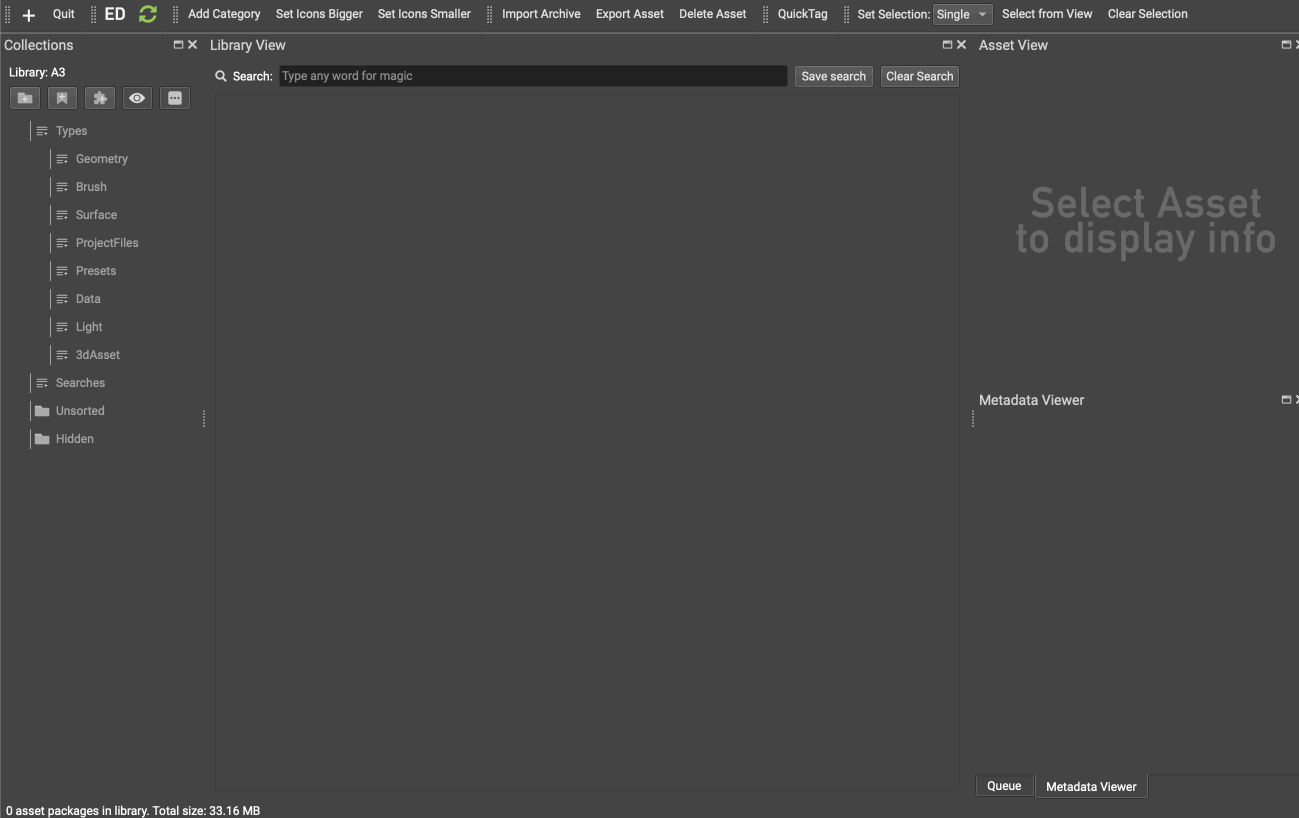 Quit ED Add Category Set Icons Bigger Set Icons Smaller Import Archive Export Asset Delete Asset QuickTag Set Selection: Single Select from View Clear Selection
Collections
Library: A3
Types
Geometry
Brush
Surface
ProjectFiles
Presets
Data
Light
3dAsset
Searches
Unsorted
Hidden
Library View
Search: Type any word for magic Save search Clear Search
Asset View
Select Asset
to display info
Metadata Viewer
Queue Metadata Viewer
0 asset packages in library. Total size: 33.16 MB